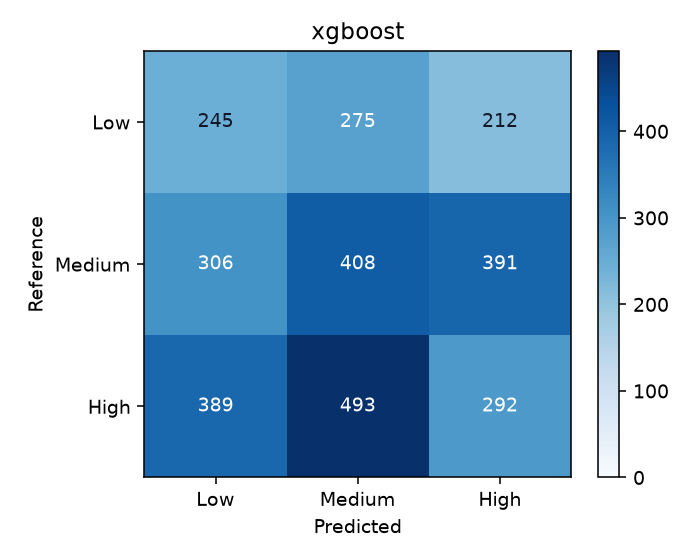 xgboost
Low 245 275 212
Medium 306 408 391
High 389 493 292
Low Medium High
Predicted
Reference
400
300
200
100
0